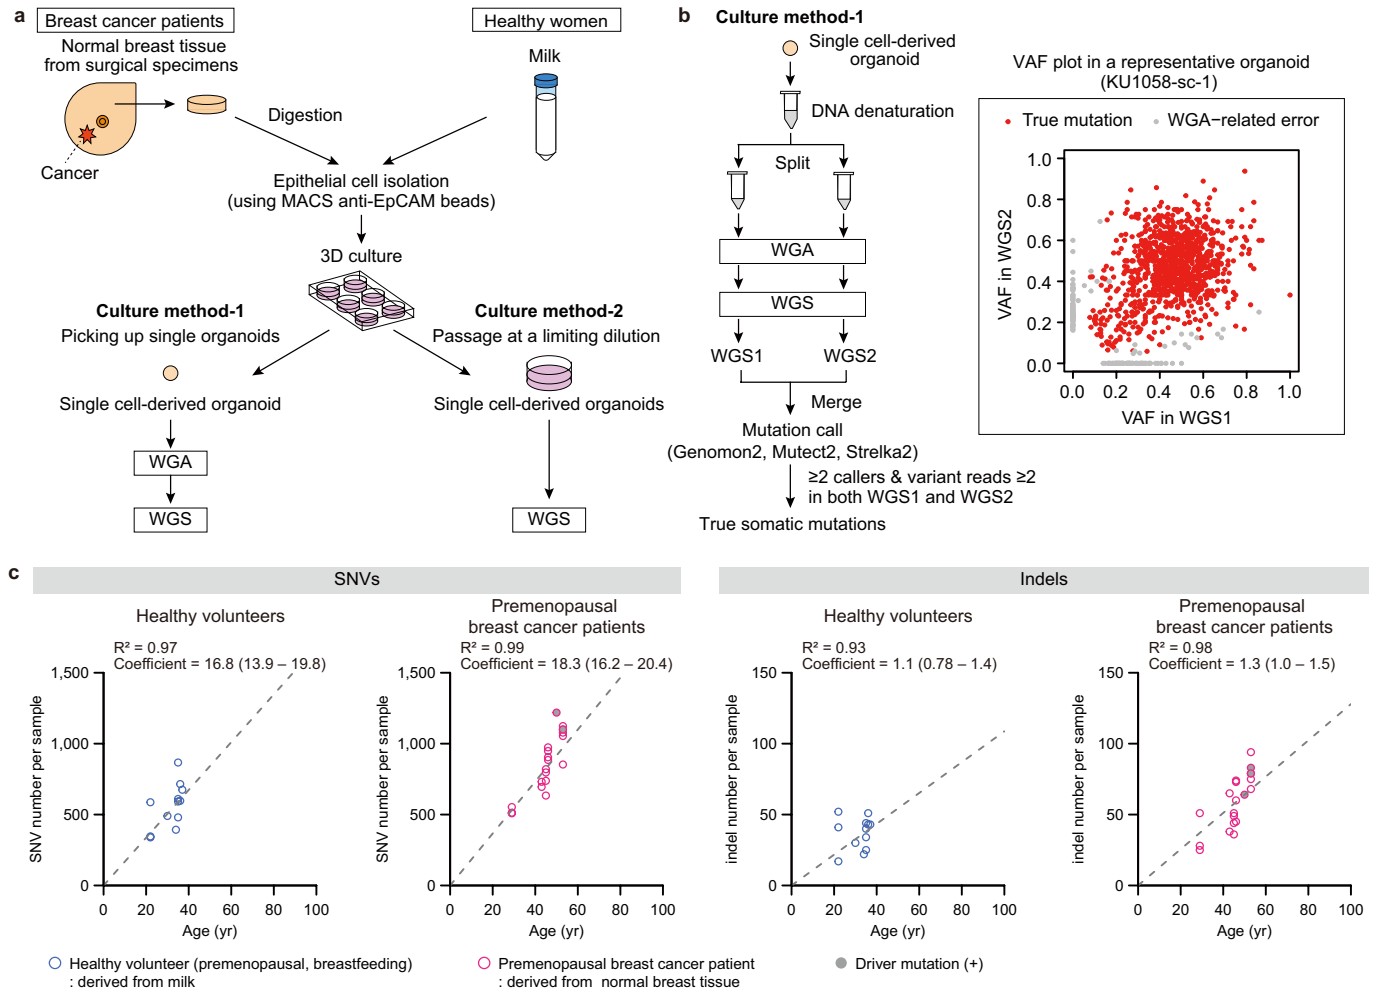 a
Breast cancer patients
Normal breast tissue
from surgical specimens
Cancer
Digestion
Healthy women
Milk
Epithelial cell isolation
(using MACS anti-EpCAM beads)
3D culture
Culture method-1
Picking up single organoids
Single cell-derived organoid
WGA
WGS
Culture method-2
Passage at a limiting dilution
Single cell-derived organoids
WGS
b
Culture method-1
Single cell-derived
organoid
DNA denaturation
Split
WGA
WGS
WGS1
WGS2
Merge
Mutation call
(Genomon2, Mutect2, Strelka2)
≥2 callers & variant reads ≥2
in both WGS1 and WGS2
True somatic mutations
VAF plot in a representative organoid
(KU1058-sc-1)
True mutation
WGA−related error
VAF in WGS2
1.0
0.8
0.6
0.4
0.2
0.0
0.0 0.2 0.4 0.6 0.8 1.0
VAF in WGS1
c
SNVs
Healthy volunteers
R² = 0.97
Coefficient = 16.8 (13.9 – 19.8)
SNV number per sample
1,500
1,000
500
0
0 20 40 60 80 100
Age (yr)
Premenopausal
breast cancer patients
R² = 0.99
Coefficient = 18.3 (16.2 – 20.4)
SNV number per sample
1,500
1,000
500
0
0 20 40 60 80 100
Age (yr)
Indels
Healthy volunteers
R² = 0.93
Coefficient = 1.1 (0.78 – 1.4)
indel number per sample
150
100
50
0
0 20 40 60 80 100
Age (yr)
Premenopausal
breast cancer patients
R² = 0.98
Coefficient = 1.3 (1.0 – 1.5)
indel number per sample
150
100
50
0
0 20 40 60 80 100
Age (yr)
Healthy volunteer (premenopausal, breastfeeding)
: derived from milk
Premenopausal breast cancer patient
: derived from normal breast tissue
Driver mutation (+)